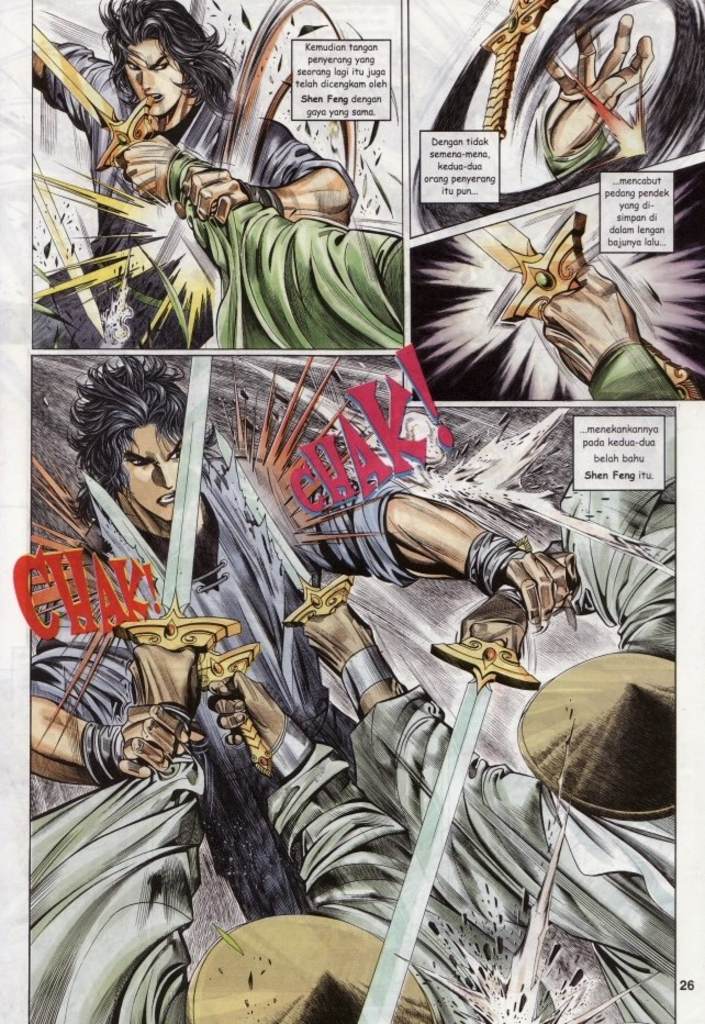 Kemudian tangan
penyerang yang
seorang lagi itu juga
telah dicengkam oleh
Shen Feng dengan
gaya yang sama.
Dengan tidak
semena-mena,
kedua-dua
orang penyerang
itu pun...
...mencabut
pedang pendek
yang di-
simpan di
dalam lengan
bajunya lalu...
...menekankannya
pada kedua-dua
belah bahu
Shen Feng itu.
CHAK!
CHAK!
26